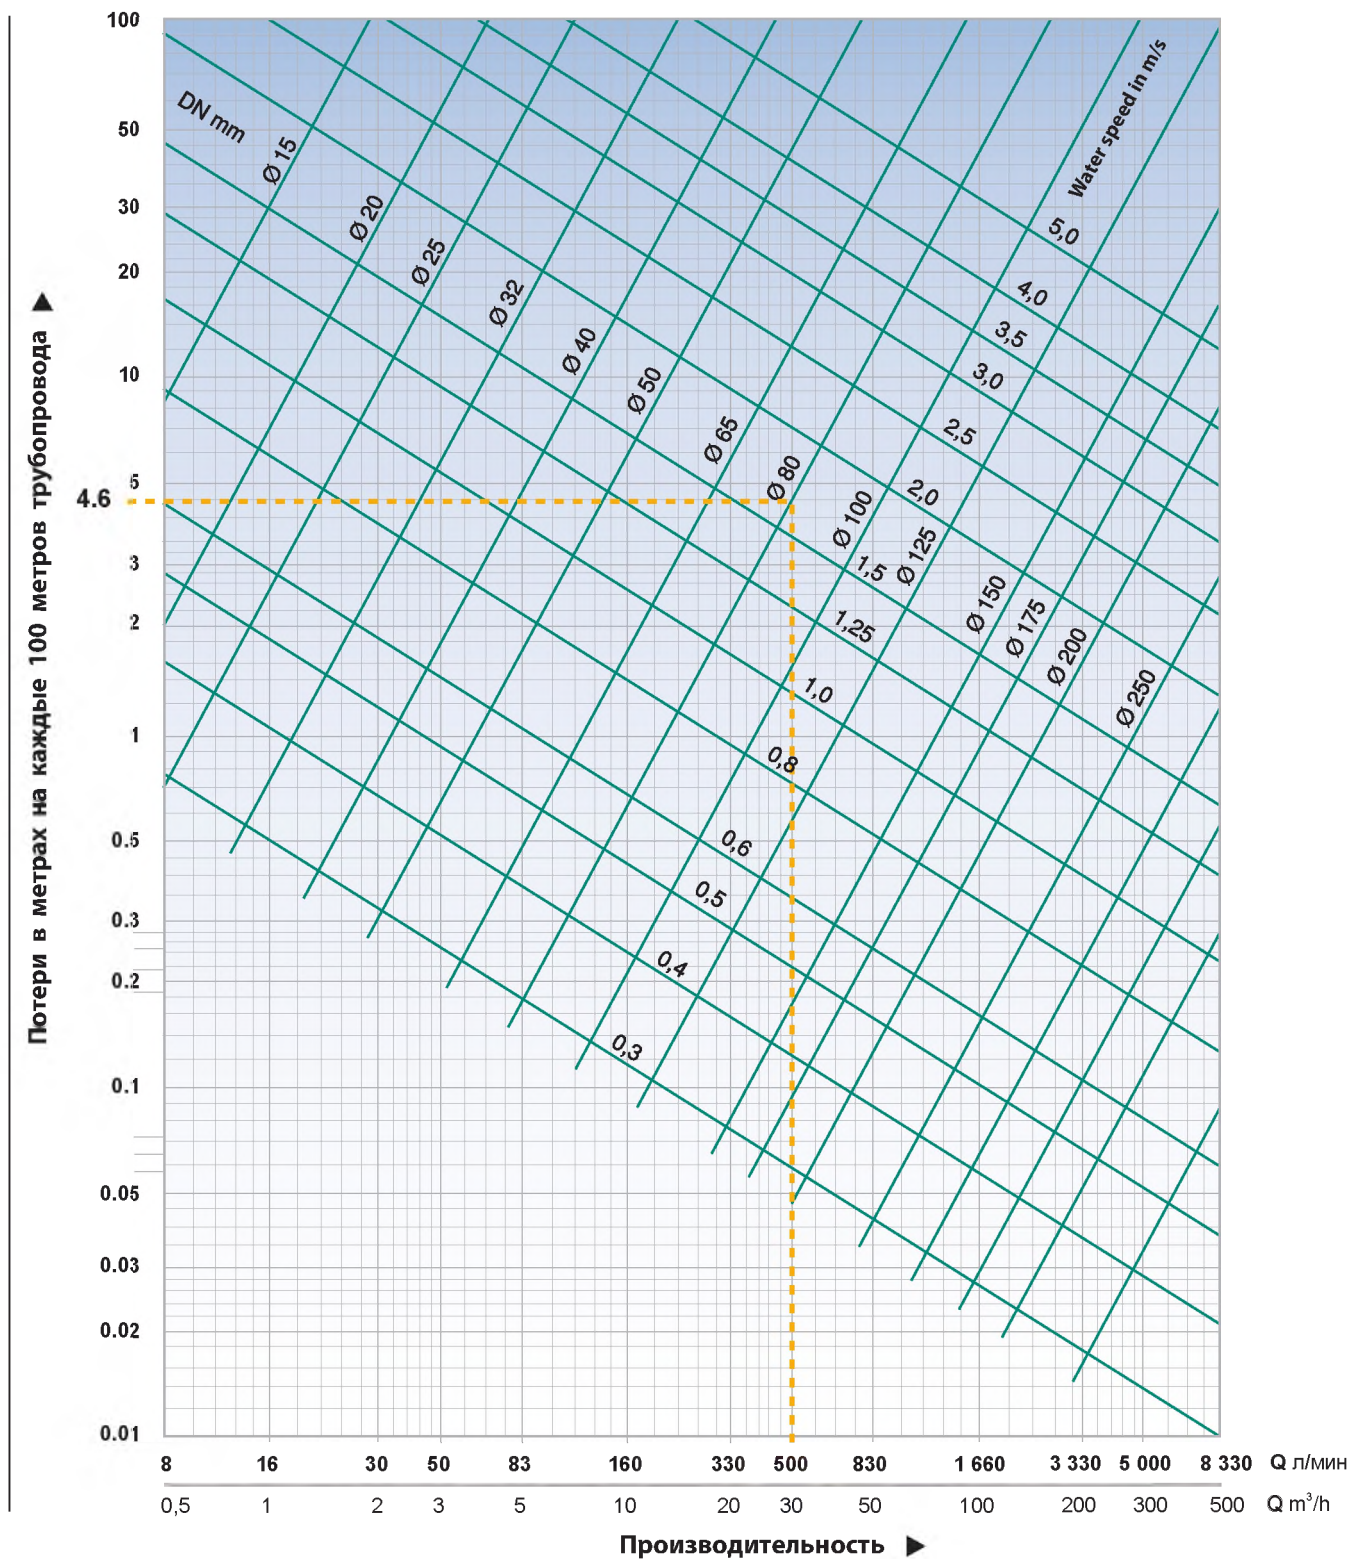 100
50
30
20
10
5
4.6
3
2
1
0.5
0.3
0.2
0.1
0.05
0.03
0.02
0.01
Потери в метрах на каждые 100 метров трубопровода ▶
DN mm
Ø 15
Ø 20
Ø 25
Ø 32
Ø 40
Ø 50
Ø 65
Ø 80
Ø 100
Ø 125
Ø 150
Ø 175
Ø 200
Ø 250
Water speed in m/s
5,0
4,0
3,5
3,0
2,5
2,0
1,5
1,25
1,0
0,8
0,6
0,5
0,4
0,3
8 16 30 50 83 160 330 500 830 1 660 3 330 5 000 8 330 Q л/мин
0,5 1 2 3 5 10 20 30 50 100 200 300 500 Q m³/h
Производительность ▶